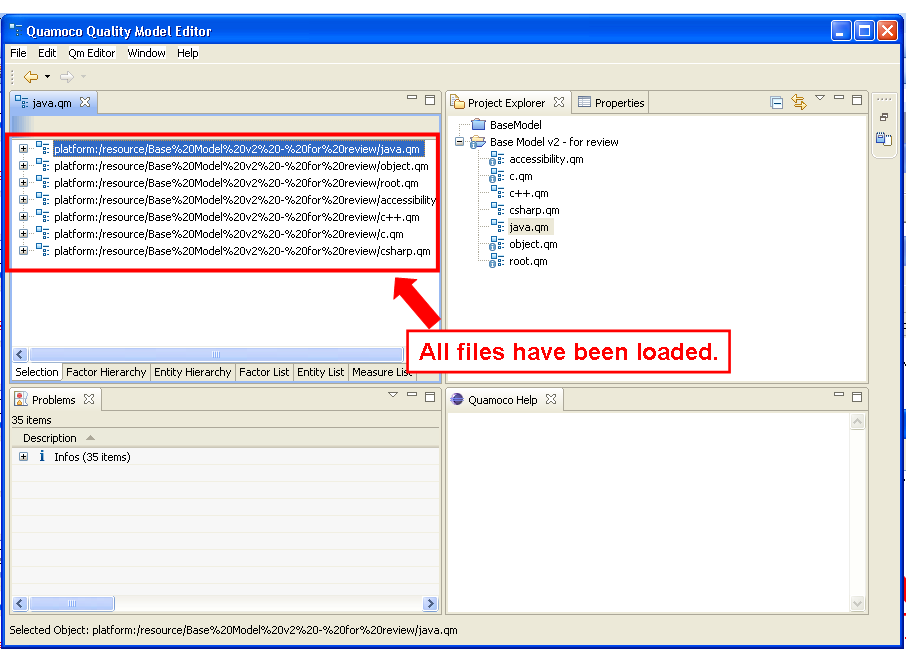 Quamoco Quality Model Editor
File Edit Qm Editor Window Help
java.qm
platform:/resource/Base%20Model%20v2%20-%20for%20review/java.qm
platform:/resource/Base%20Model%20v2%20-%20for%20review/object.qm
platform:/resource/Base%20Model%20v2%20-%20for%20review/root.qm
platform:/resource/Base%20Model%20v2%20-%20for%20review/accessibility
platform:/resource/Base%20Model%20v2%20-%20for%20review/c++.qm
platform:/resource/Base%20Model%20v2%20-%20for%20review/c.qm
platform:/resource/Base%20Model%20v2%20-%20for%20review/csharp.qm
Selection Factor Hierarchy Entity Hierarchy Factor List Entity List Measure List
Project Explorer Properties
BaseModel
Base Model v2 - for review
accessibility.qm
c.qm
c++.qm
csharp.qm
java.qm
object.qm
root.qm
All files have been loaded.
Problems
35 items
Description
i Infos (35 items)
Quamoco Help
Selected Object: platform:/resource/Base%20Model%20v2%20-%20for%20review/java.qm